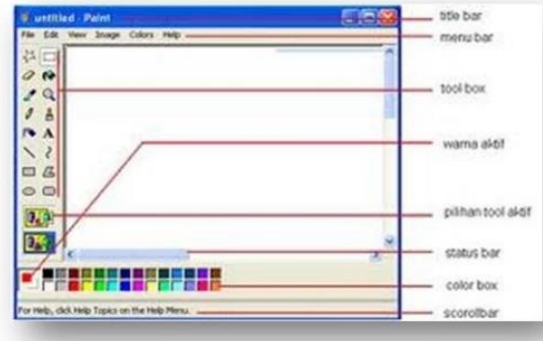 untitled - Paint
title bar
File Edit View Image Colors Help
menu bar
tool box
A
warna aktif
pilihan tool aktif
status bar
color box
For Help, click Help Topics on the Help Menu.
scorollbar